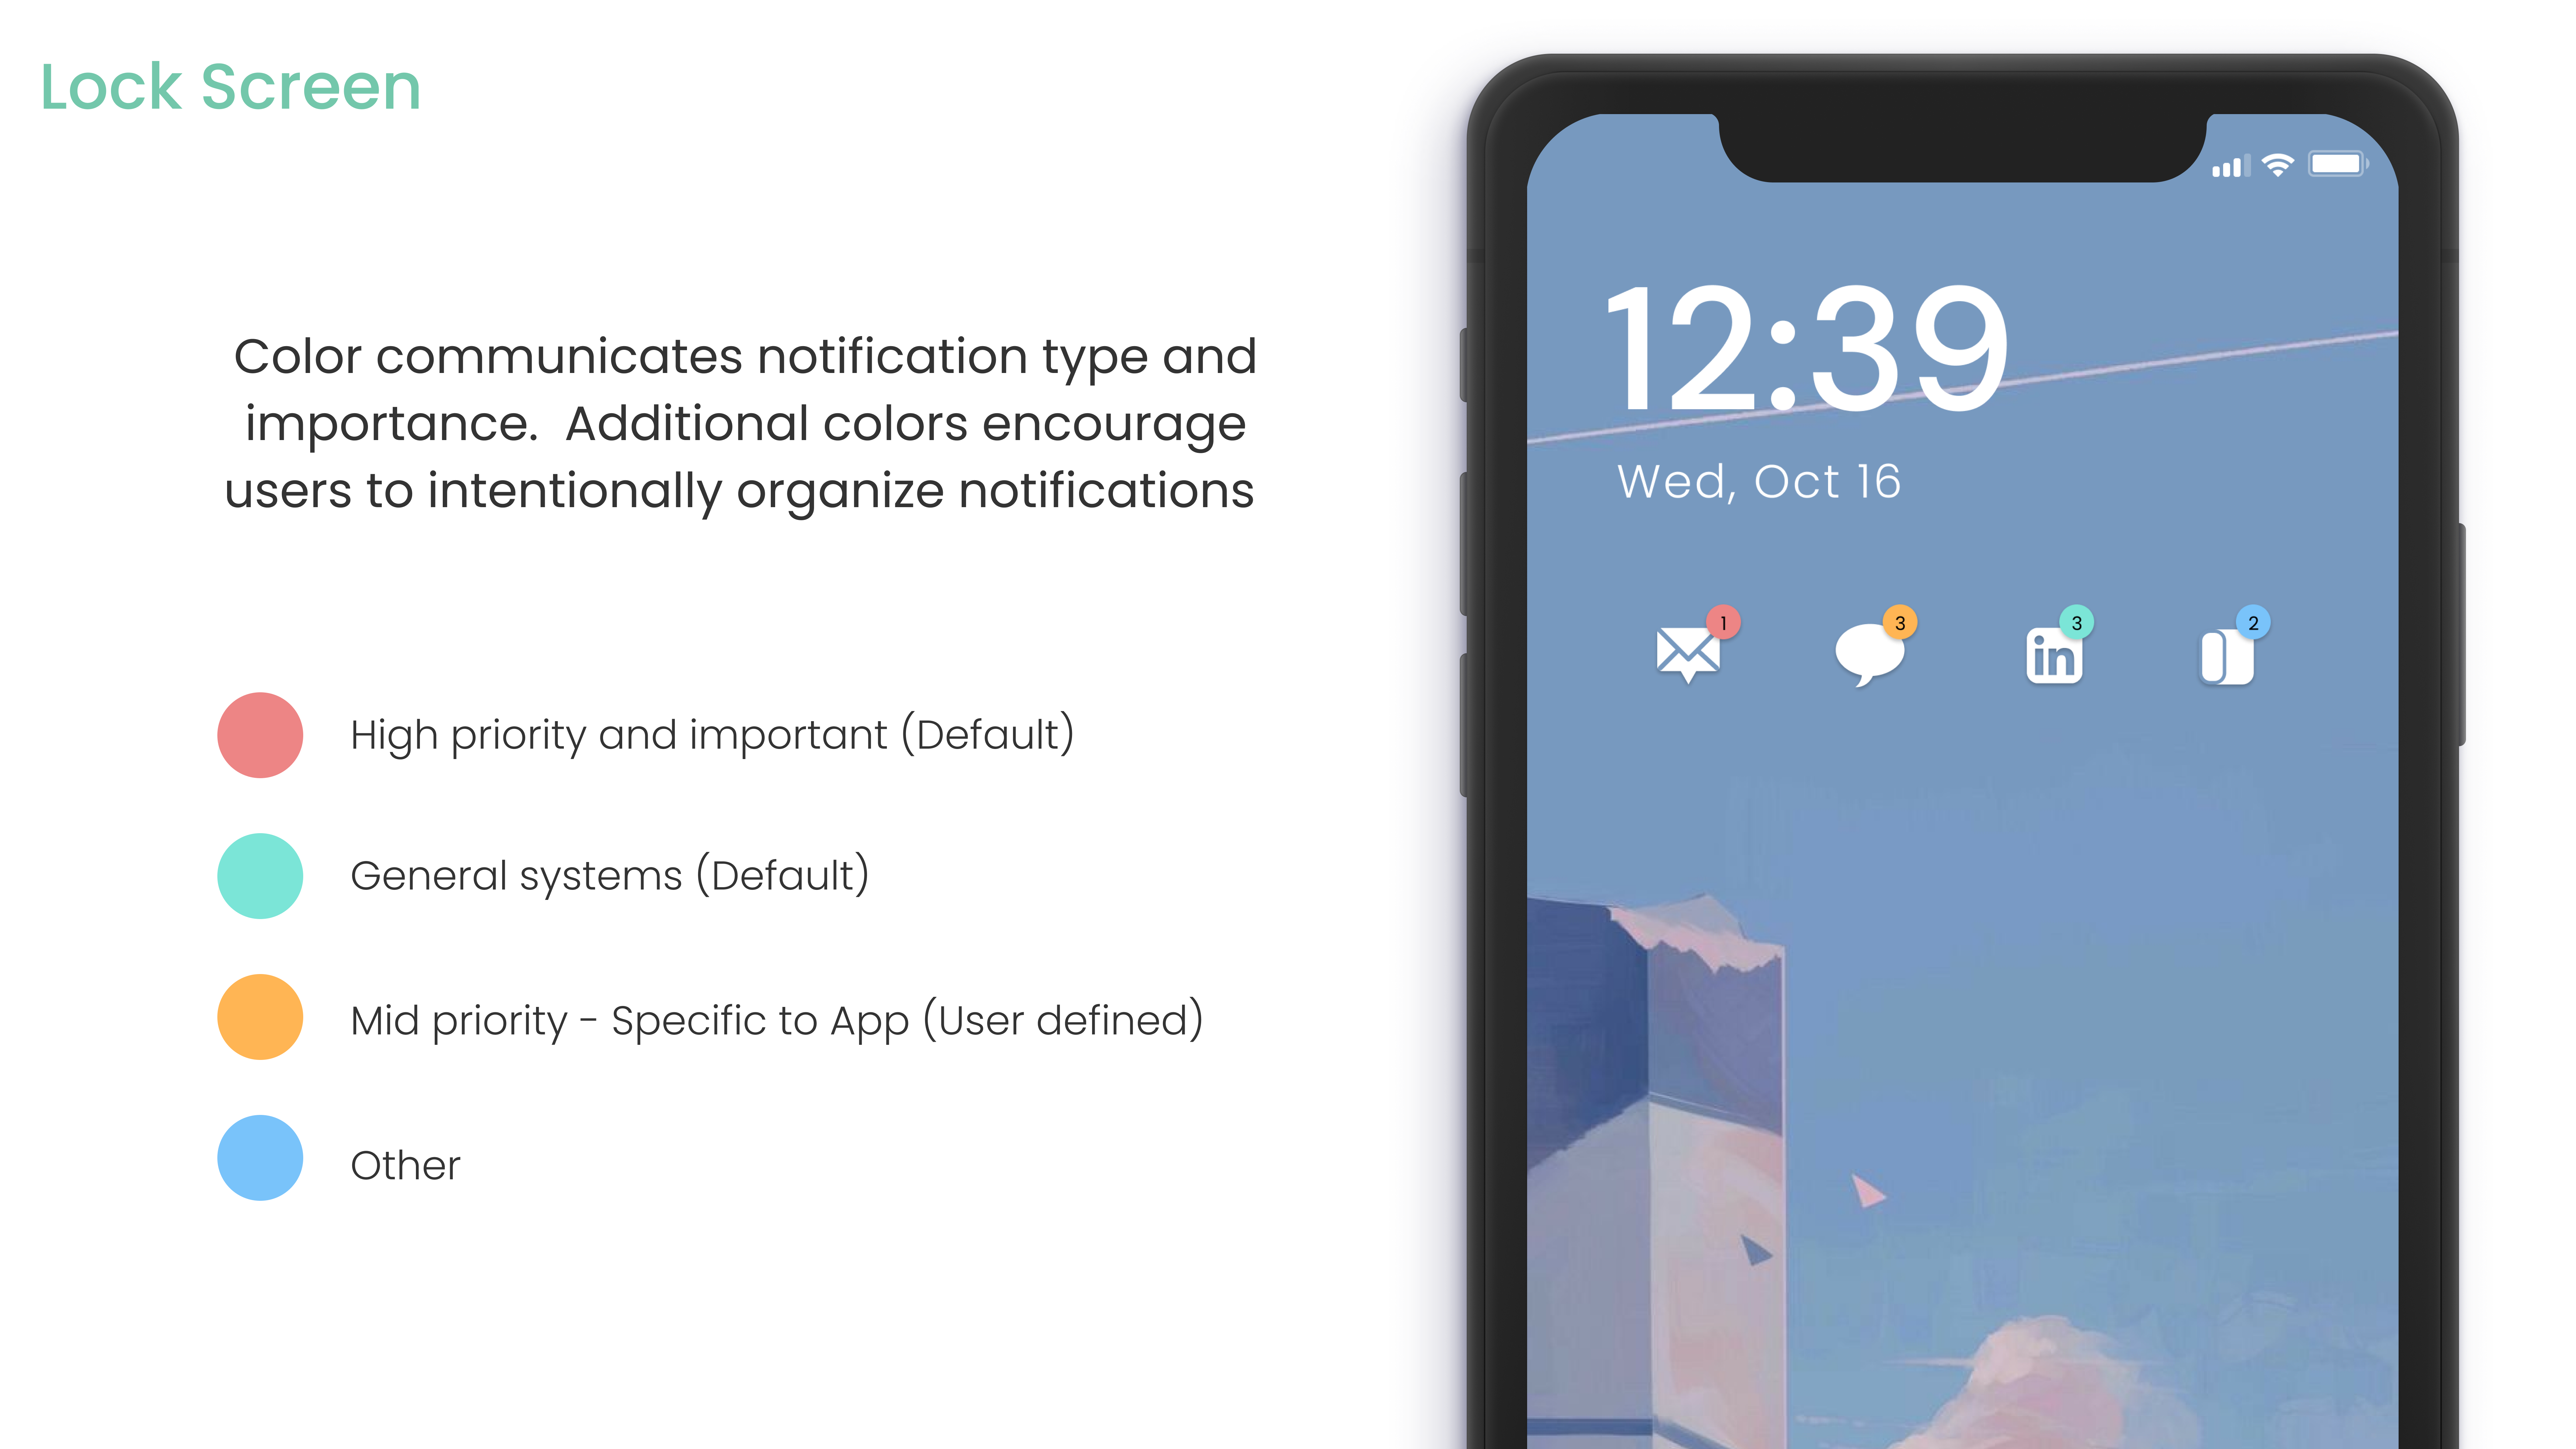 Lock Screen
Color communicates notification type and
importance.  Additional colors encourage
users to intentionally organize notifications
High priority and important (Default)
General systems (Default)
Mid priority - Specific to App (User defined)
Other
12:39
Wed, Oct 16
1
3
in
3
2